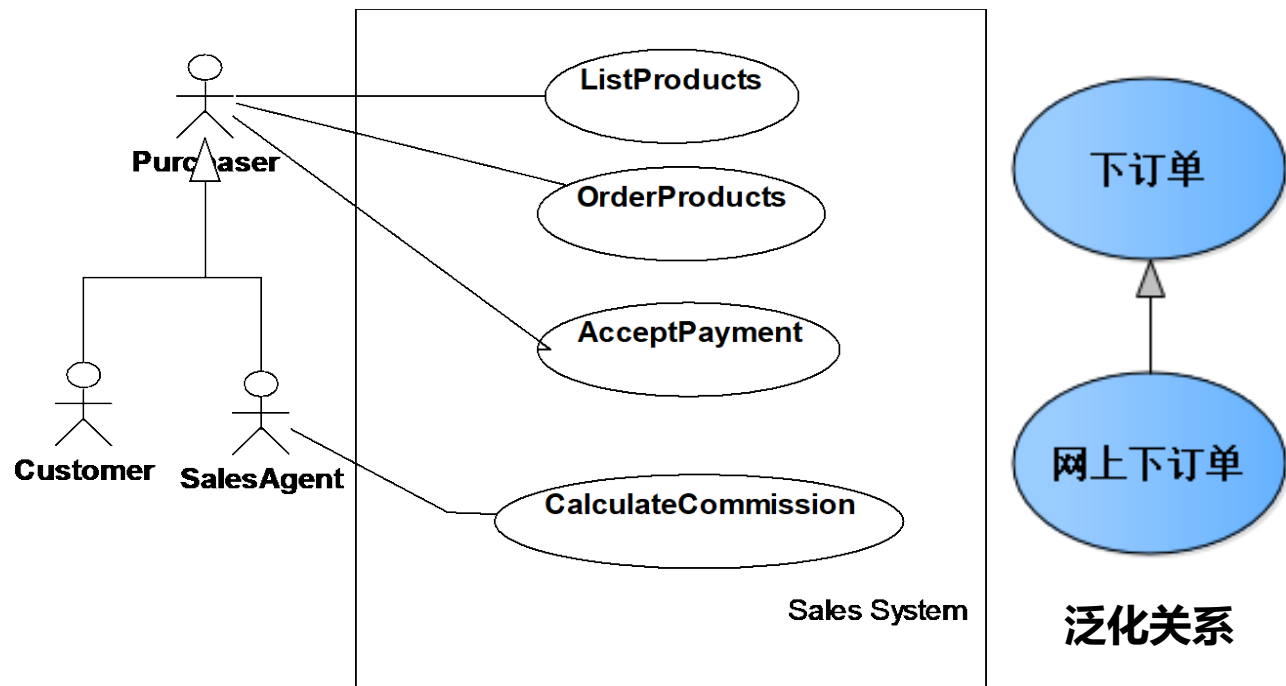 ListProducts
Purchaser
OrderProducts
AcceptPayment
Customer
SalesAgent
CalculateCommission
Sales System
下订单
网上下订单
泛化关系